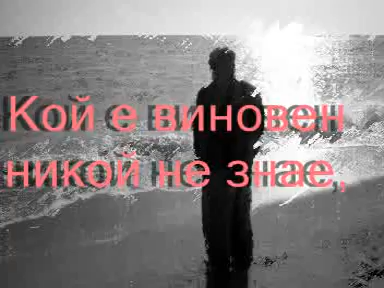 Кой е виновен
никой не знае,